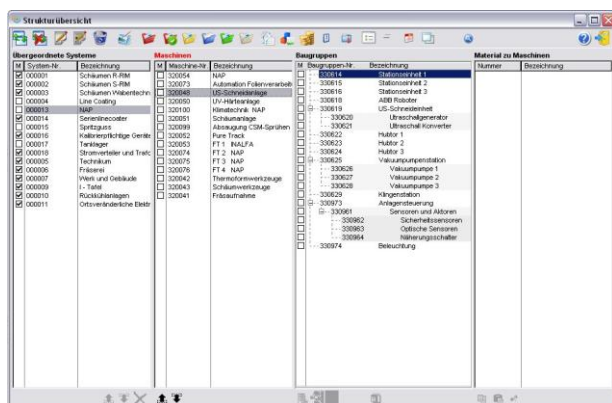 Strukturübersicht
Übergeordnete Systeme
M System-Nr. Bezeichnung
000001 Schäumen R-RIM
000002 Schäumen S-RIM
000003 Schäumen Wabentechn
000004 Line Coating
000013 NAP
000014 Serienlinecoater
000015 Spritzguss
000016 Kalibrierpflichtige Geräte
000017 Tanklager
000018 Stromverteiler und Trafc
000005 Technikum
000006 Fräserei
000007 Werk und Gebäude
000009 I - Tafel
000010 Rückkühlanlagen
000011 Ortsveränderliche Elektr
Maschinen
M Maschine-Nr. Bezeichnung
320054 NAP
320073 Automation Folienverarbeit
320048 US-Schneidanlage
320050 UV-Härteanlage
320100 Klimatechnik NAP
320051 Schäumanlage
320099 Absaugung CSM-Sprühen
320052 Pure Track
320053 FT 1 INALFA
320074 FT 2 NAP
320075 FT 3 NAP
320076 FT 4 NAP
320042 Thermoformwerkzeuge
320043 Schäumwerkzeuge
320041 Fräsaufnahme
Baugruppen
M Baugruppen-Nr. Bezeichnung
330614 Stationseinheit 1
330615 Stationseinheit 2
330616 Stationseinheit 3
330618 ABB Roboter
330619 US-Schneideinheit
330620 Ultraschallgenerator
330621 Ultraschall Konverter
330622 Hubtor 1
330623 Hubtor 2
330624 Hubtor 3
330625 Vakuumpumpenstation
330626 Vakuumpumpe 1
330627 Vakuumpumpe 2
330628 Vakuumpumpe 3
330629 Klingenstation
330973 Anlagensteuerung
330961 Sensoren und Aktoren
330962 Sicherheitssensoren
330963 Optische Sensoren
330964 Näherungsschalter
330974 Beleuchtung
Material zu Maschinen
Nummer Bezeichnung